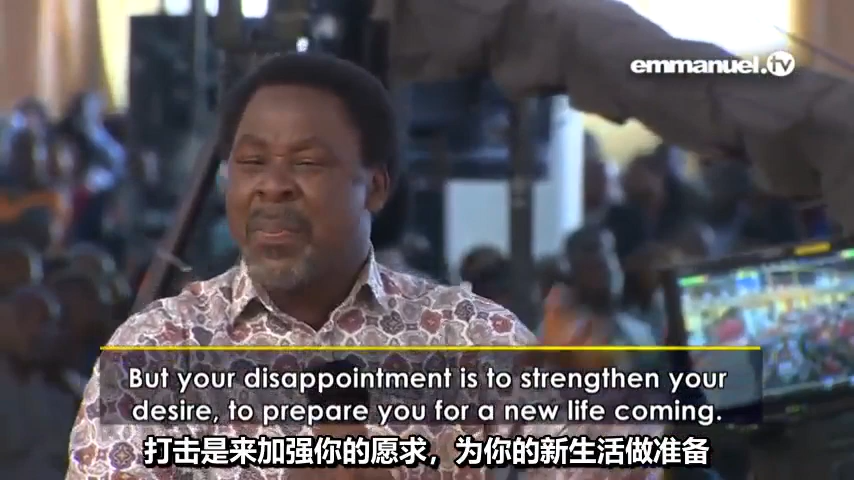 emmanuel.tv
But your disappointment is to strengthen your
desire, to prepare you for a new life coming.
打击是来加强你的愿求，为你的新生活做准备